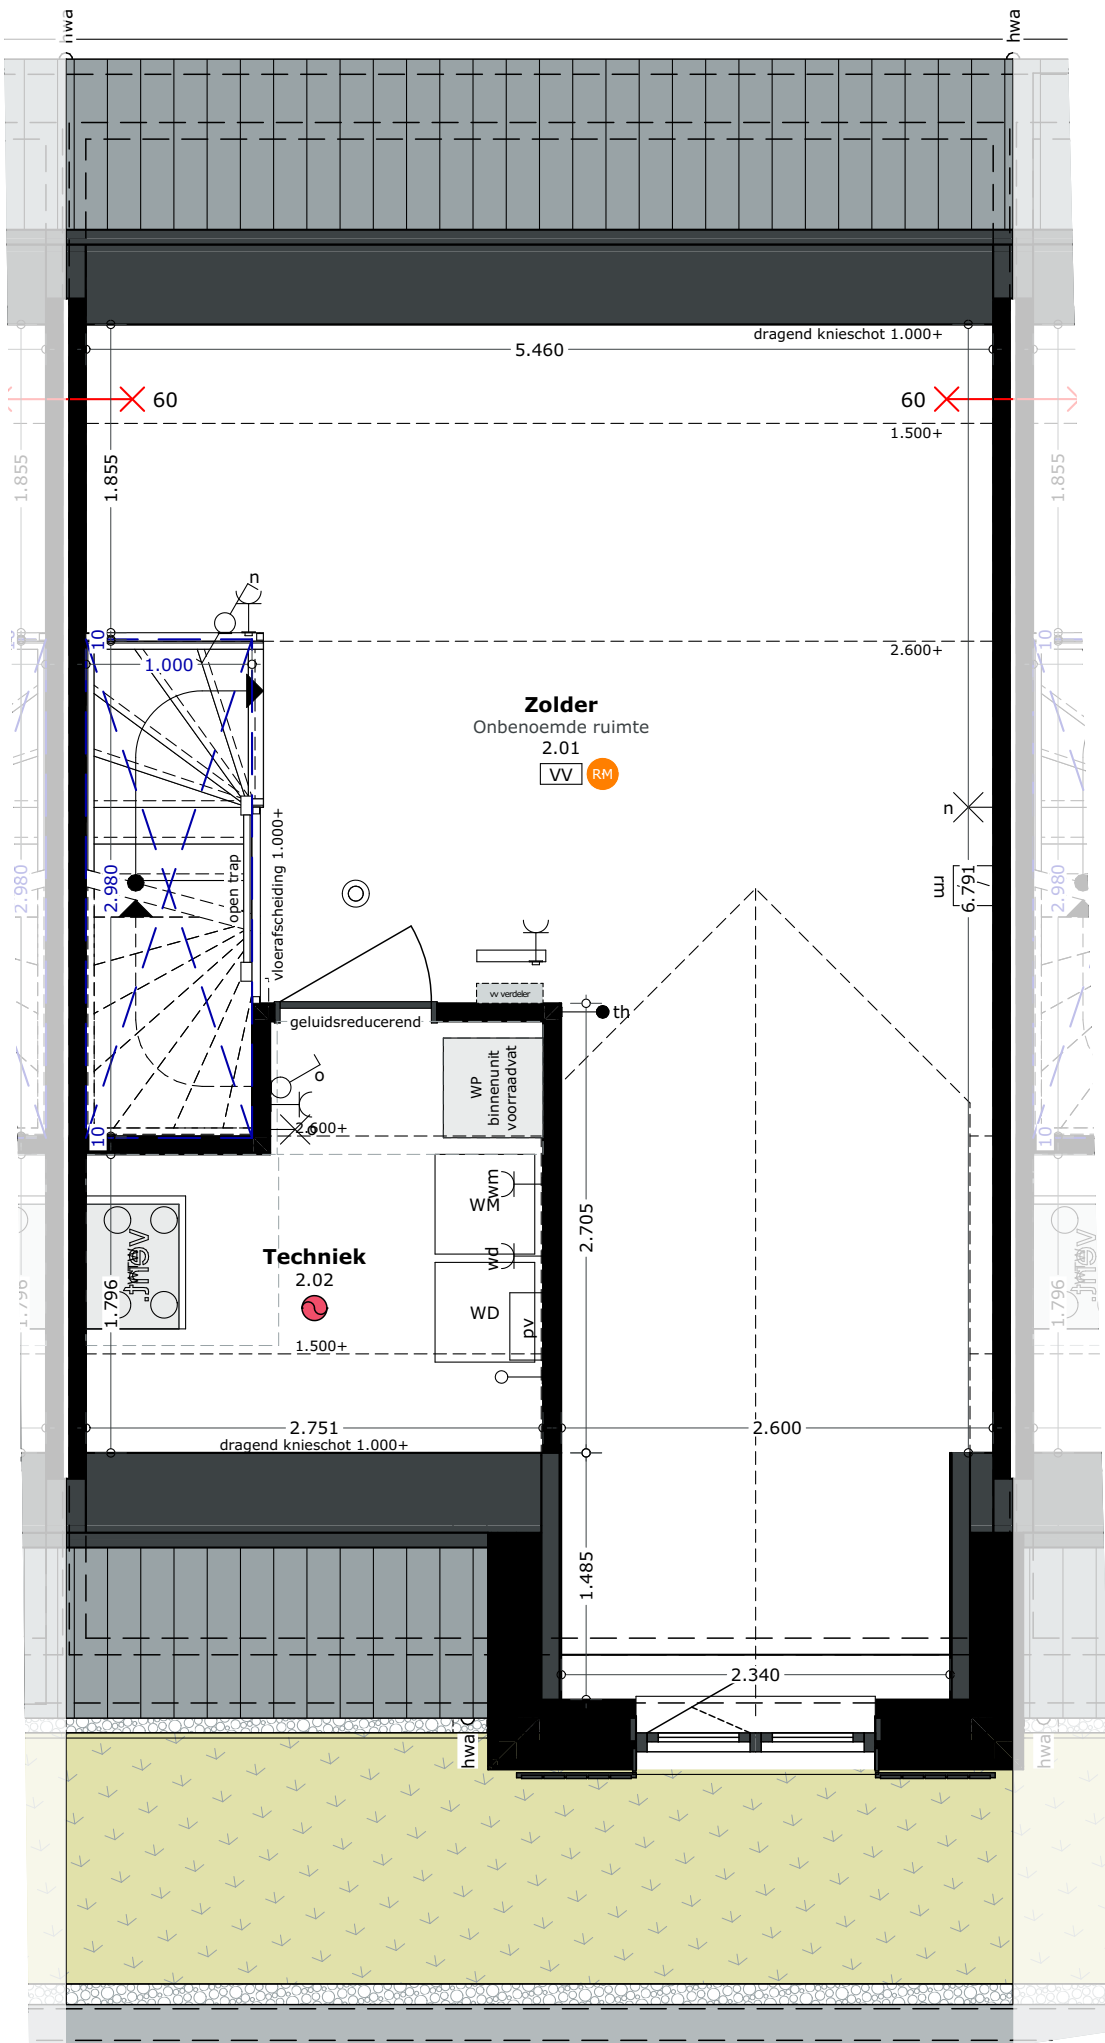 hwa
hwa
dragend knieschot 1.000+
5.460
60
60
1.500+
1.855
1.855
1.855
n
10
10
10
1.000
2.600+
Zolder
Onbenoemde ruimte
2.01
VV
RM
n
rm
6.791
2.980
2.980
2.980
open trap
vloerafscheiding 1.000+
vv verdeler
th
geluidsreducerend
WP
binnenunit
voorraadvat
o
2.600+
o
10
10
wm
WM
2.705
Techniek
2.02
wd
WD
pv
1.796
1.796
1.796
1.500+
2.751
2.600
dragend knieschot 1.000+
1.485
2.340
hwa
hwa